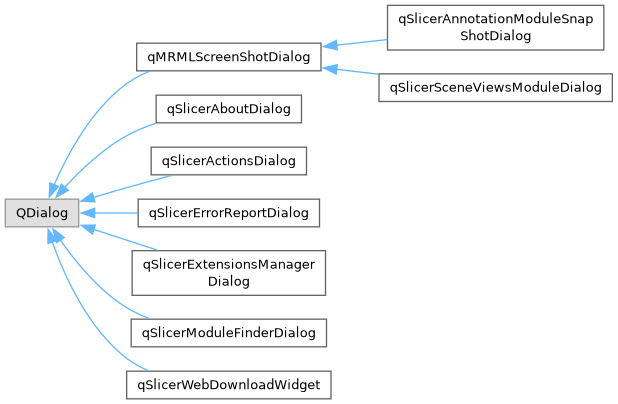 qSlicerAnnotationModuleSnap
ShotDialog
qMRMLScreenShotDialog
qSlicerSceneViewsModuleDialog
qSlicerAboutDialog
qSlicerActionsDialog
QDialog
qSlicerErrorReportDialog
qSlicerExtensionsManager
Dialog
qSlicerModuleFinderDialog
qSlicerWebDownloadWidget